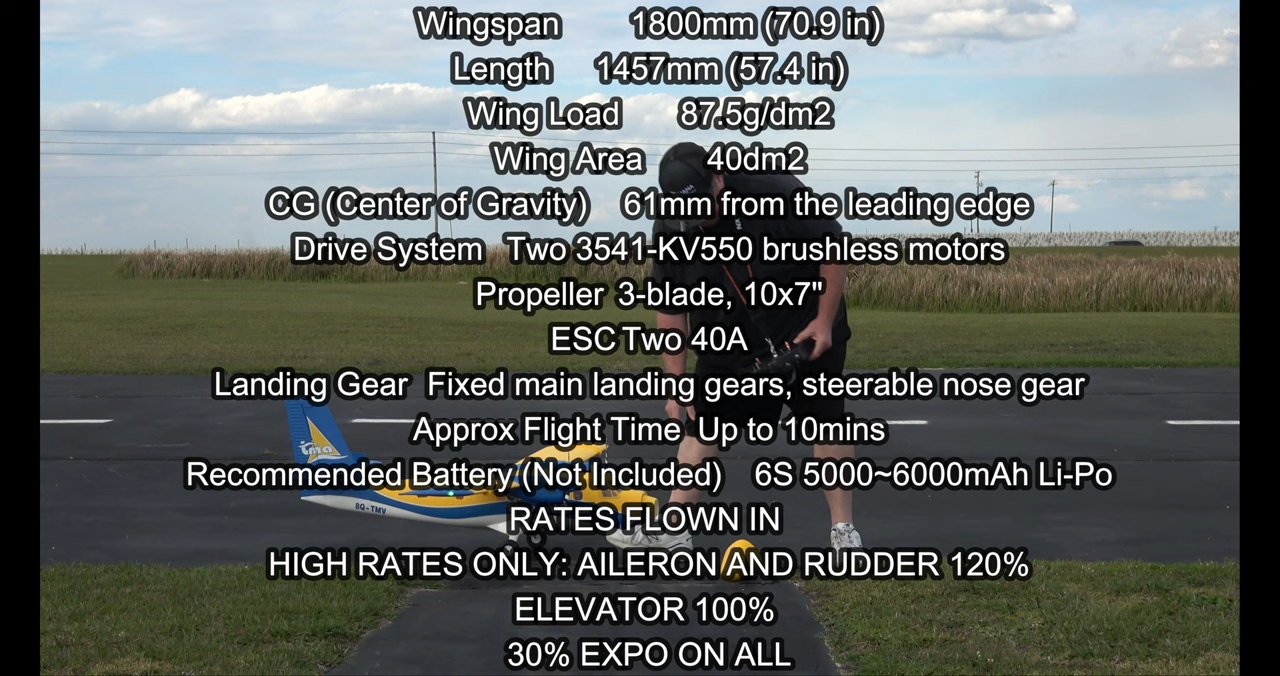 Wingspan 1800mm (70.9 in)
Length 1457mm (57.4 in)
Wing Load 87.5g/dm2
Wing Area 40dm2
CG (Center of Gravity) 61mm from the leading edge
Drive System Two 3541-KV550 brushless motors
Propeller 3-blade, 10x7"
ESC Two 40A
Landing Gear Fixed main landing gears, steerable nose gear
Approx Flight Time Up to 10mins
tma
Recommended Battery (Not Included) 6S 5000~6000mAh Li-Po
8Q-TMV
RATES FLOWN IN
HIGH RATES ONLY: AILERON AND RUDDER 120%
ELEVATOR 100%
30% EXPO ON ALL